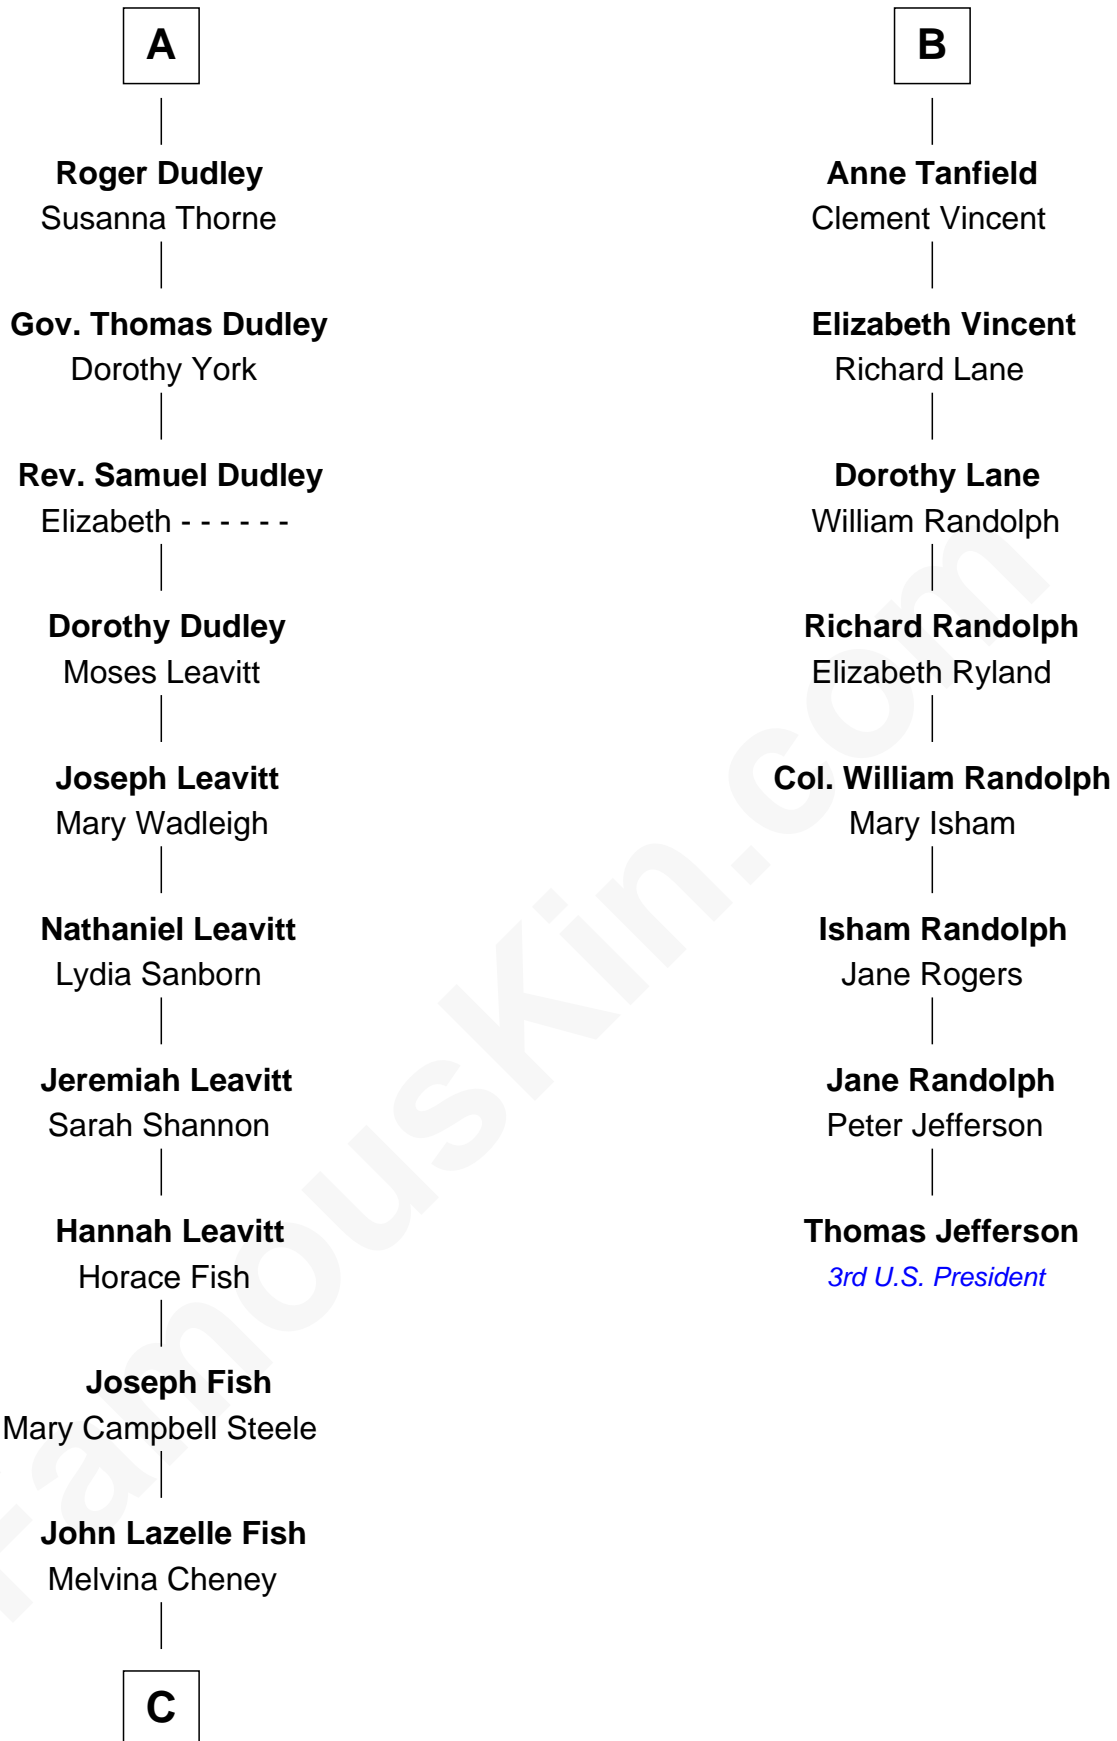 A
Roger Dudley
Susanna Thorne
Gov. Thomas Dudley
Dorothy York
Rev. Samuel Dudley
Elizabeth - - - - - -
Dorothy Dudley
Moses Leavitt
Joseph Leavitt
Mary Wadleigh
Nathaniel Leavitt
Lydia Sanborn
Jeremiah Leavitt
Sarah Shannon
Hannah Leavitt
Horace Fish
Joseph Fish
Mary Campbell Steele
John Lazelle Fish
Melvina Cheney
C
B
Anne Tanfield
Clement Vincent
Elizabeth Vincent
Richard Lane
Dorothy Lane
William Randolph
Richard Randolph
Elizabeth Ryland
Col. William Randolph
Mary Isham
Isham Randolph
Jane Rogers
Jane Randolph
Peter Jefferson
Thomas Jefferson
3rd U.S. President
FamousKin.com